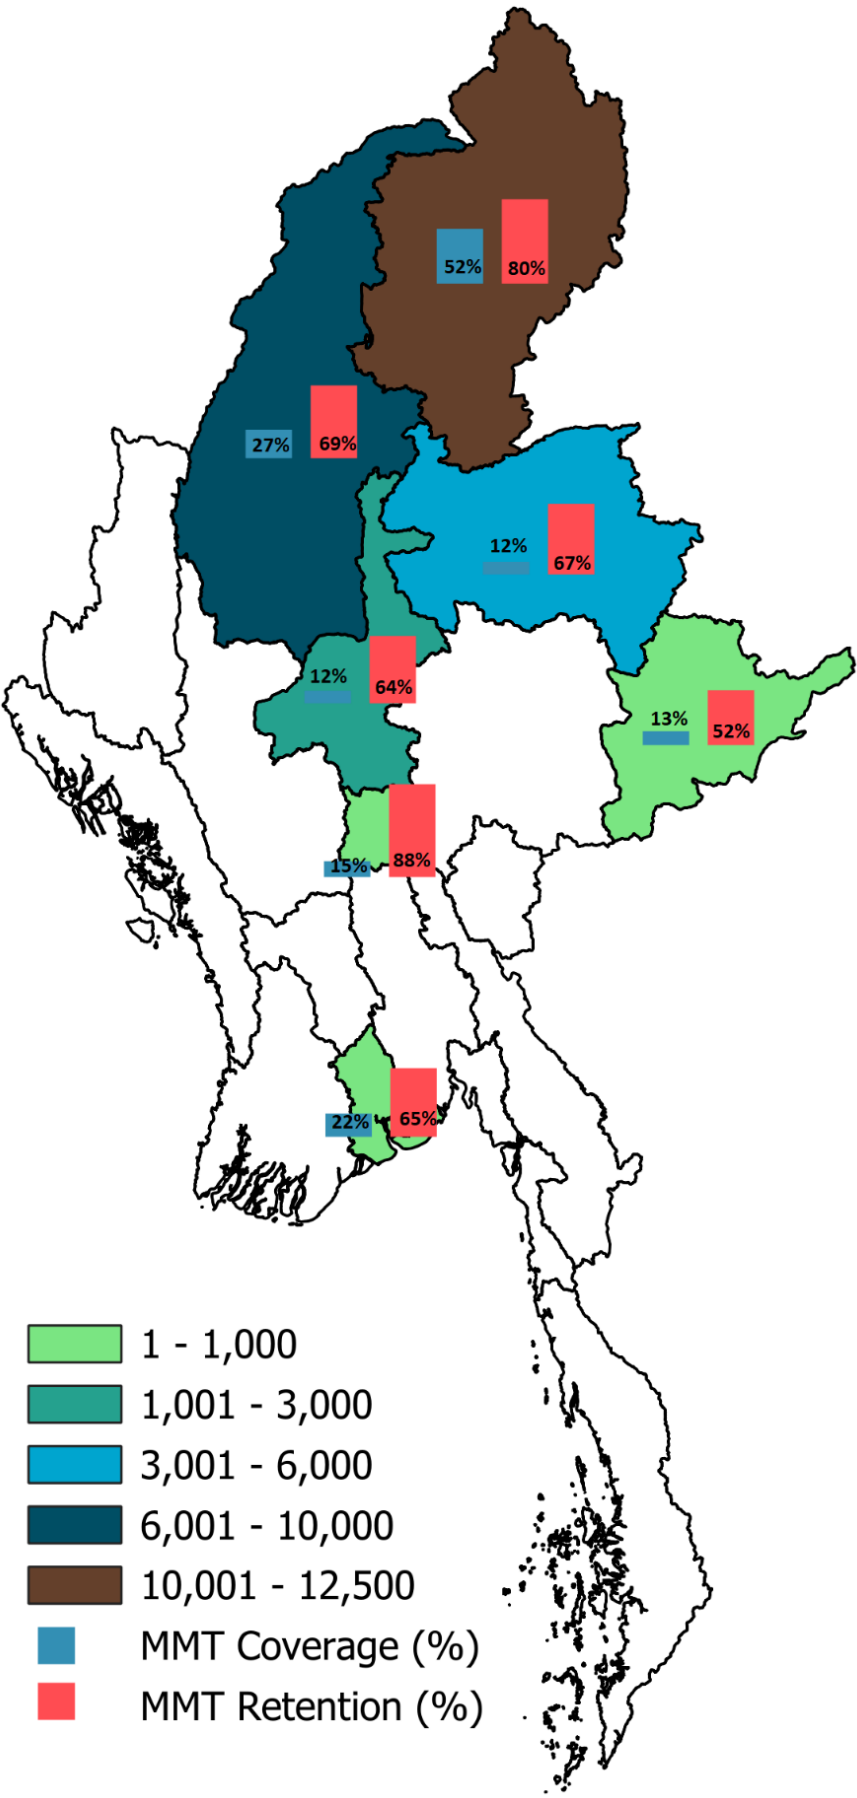 52%
80%
27%
69%
12%
67%
12%
64%
13%
52%
15%
88%
22%
65%
1 - 1,000
1,001 - 3,000
3,001 - 6,000
6,001 - 10,000
10,001 - 12,500
MMT Coverage (%)
MMT Retention (%)